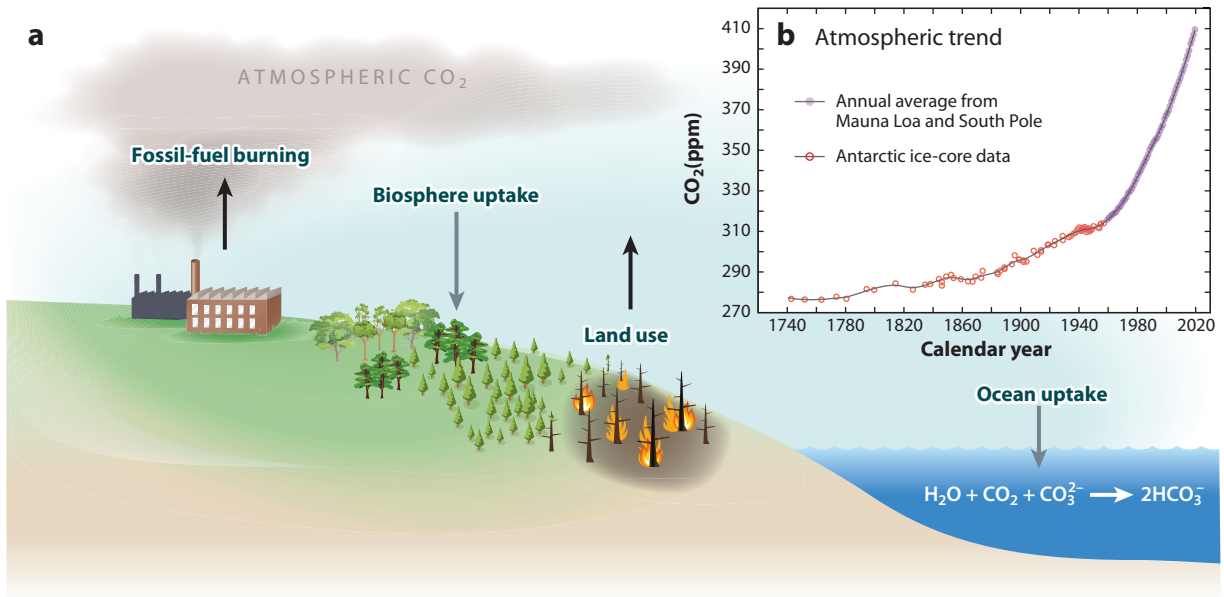 a
ATMOSPHERIC CO₂
Fossil-fuel burning
Biosphere uptake
Land use
Ocean uptake
H₂O + CO₂ + CO₃²⁻ ⟶ 2HCO₃⁻
b Atmospheric trend
Annual average from
Mauna Loa and South Pole
Antarctic ice-core data
CO₂(ppm)
410
390
370
350
330
310
290
270
1740 1780 1820 1860 1900 1940 1980 2020
Calendar year